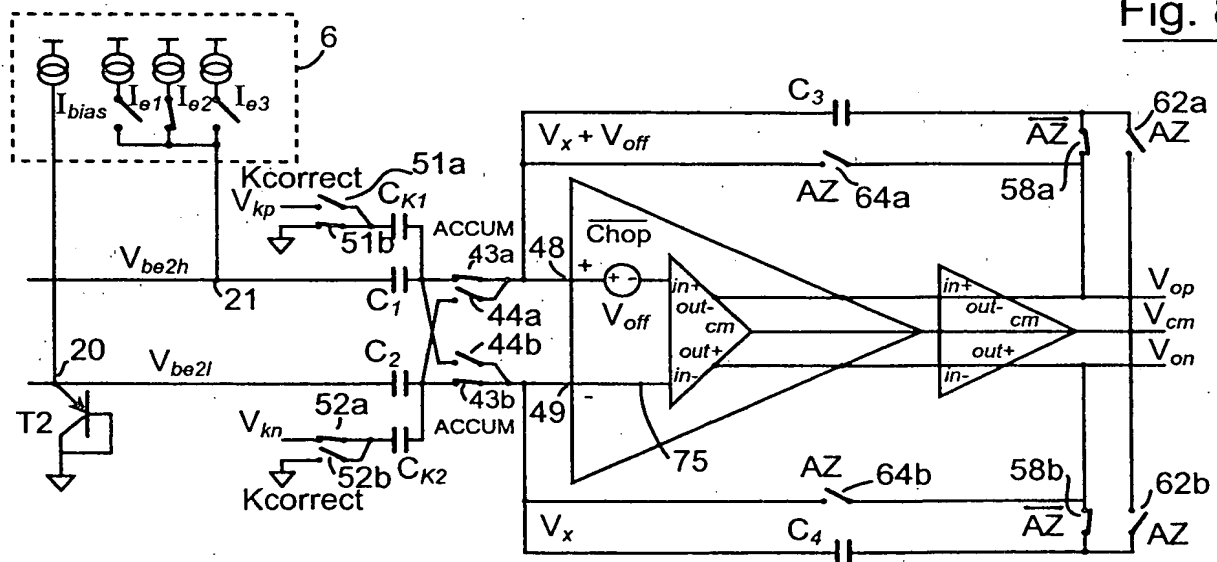 Fig. 8
6
I_bias
I_e1
I_e2
I_e3
C_3
62a
V_x + V_off
AZ
AZ
58a
AZ
64a
Kcorrect
51a
V_kp
C_K1
51b
ACCUM
43a
48
Chop
V_be2h
21
C_1
44a
+
+ -
V_off
in+
out-
cm
out+
in-
in+
out-
cm
out+
in-
V_op
V_cm
V_on
20
V_be2l
C_2
44b
43b
49
-
75
T2
V_kn
52a
ACCUM
52b
C_K2
Kcorrect
AZ
64b
58b
62b
V_x
C_4
AZ
AZ